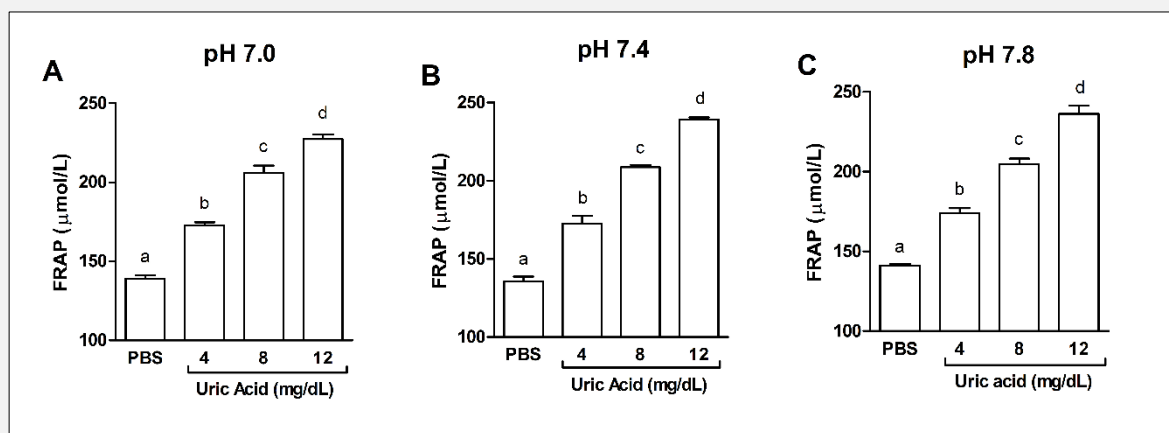 A
pH 7.0
FRAP (μmol/L)
250
200
150
100
a
b
c
d
PBS
4
8
12
Uric Acid (mg/dL)
B
pH 7.4
FRAP (μmol/L)
250
200
150
100
a
b
c
d
PBS
4
8
12
Uric Acid (mg/dL)
C
pH 7.8
FRAP (μmol/L)
250
200
150
100
a
b
c
d
PBS
4
8
12
Uric acid (mg/dL)